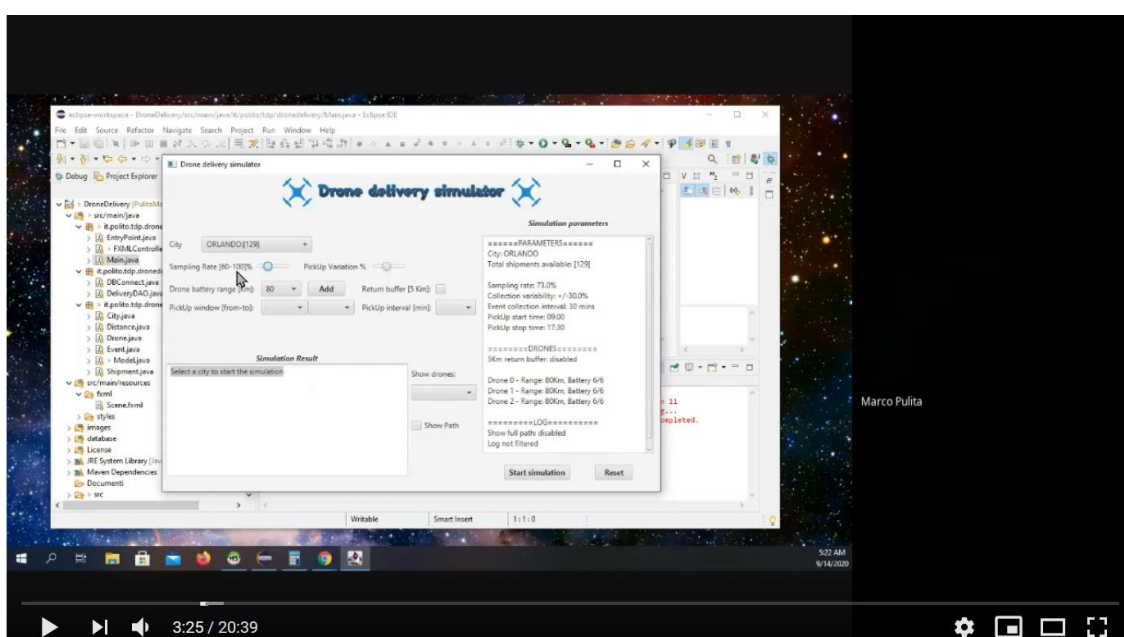 eclipse-workspace - DroneDelivery/src/main/java/it/polito/tdp/dronedelivery/Main.java - Eclipse IDE
File Edit Source Refactor Navigate Search Project Run Window Help
Debug Project Explorer
DroneDelivery [PulitaMa
src/main/java
it.polito.tdp.drone
EntryPoint.java
FXMLControlle
Main.java
it.polito.tdp.droned
DBConnect.java
DeliveryDAO.java
it.polito.tdp.drone
City.java
Distance.java
Drone.java
Event.java
Model.java
Shipment.java
src/main/resources
fxml
Scene.fxml
styles
images
database
License
JRE System Library [Jav
Maven Dependencies
Documenti
src
Drone delivery simulator
Drone delivery simulator
Simulation parameters
City ORLANDO:[129]
Sampling Rate [60-100]% PickUp Variation %
Drone battery range [Km]: 80 Add Return buffer [5 Km]:
PickUp window (from-to): PickUp interval (min):
Simulation Result
Select a city to start the simulation
Show drones:
Show Path
======PARAMETERS======
City: ORLANDO
Total shipments available: [129]
Sampling rate: 73.0%
Collection variability: +/-30.0%
Event collection interval: 30 mins
PickUp start time: 09:00
PickUp stop time: 17:30
========DRONES========
5Km return buffer: disabled
Drone 0 - Range: 80Km, Battery 6/6
Drone 1 - Range: 80Km, Battery 6/6
Drone 2 - Range: 80Km, Battery 6/6
==========LOG==========
Show full path: disabled
Log not filtered
Start simulation Reset
Writable Smart Insert 1 : 1 : 0
Marco Pulita
5:22 AM
9/14/2020
3:25 / 20:39